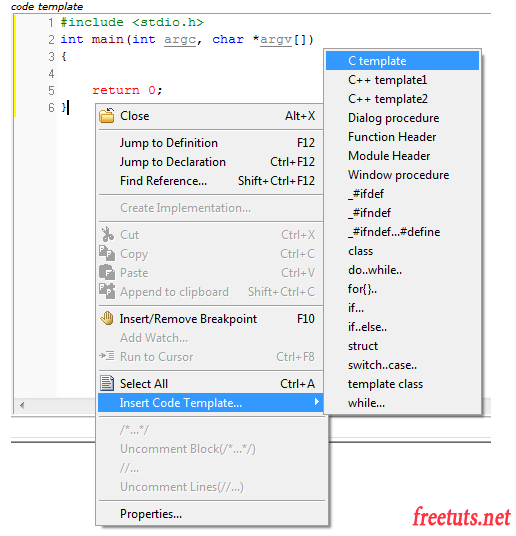 code template
1 #include <stdio.h>
2 int main(int argc, char *argv[])
3 {
4
5 return 0;
6 }
Close Alt+X
Jump to Definition F12
Jump to Declaration Ctrl+F12
Find Reference... Shift+Ctrl+F12
Create Implementation...
Cut Ctrl+X
Copy Ctrl+C
Paste Ctrl+V
Append to clipboard Shift+Ctrl+C
Insert/Remove Breakpoint F10
Add Watch...
Run to Cursor Ctrl+F8
Select All Ctrl+A
Insert Code Template...
/*...*/
Uncomment Block(/*...*/)
//...
Uncomment Lines(//...)
Properties...
C template
C++ template1
C++ template2
Dialog procedure
Function Header
Module Header
Window procedure
_#ifdef
_#ifndef
_#ifndef...#define
class
do..while..
for{}..
if...
if..else..
struct
switch..case..
template class
while...
freetuts.net